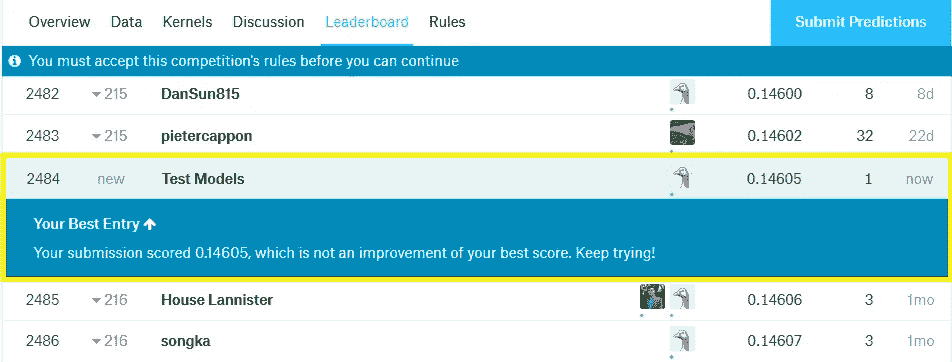 Overview Data Kernels Discussion Leaderboard Rules Submit Predictions
You must accept this competition's rules before you can continue
2482 215 DanSun815 0.14600 8 8d
2483 215 pietercappon 0.14602 32 22d
2484 new Test Models 0.14605 1 now
Your Best Entry
Your submission scored 0.14605, which is not an improvement of your best score. Keep trying!
2485 216 House Lannister 0.14606 3 1mo
2486 216 songka 0.14607 3 1mo